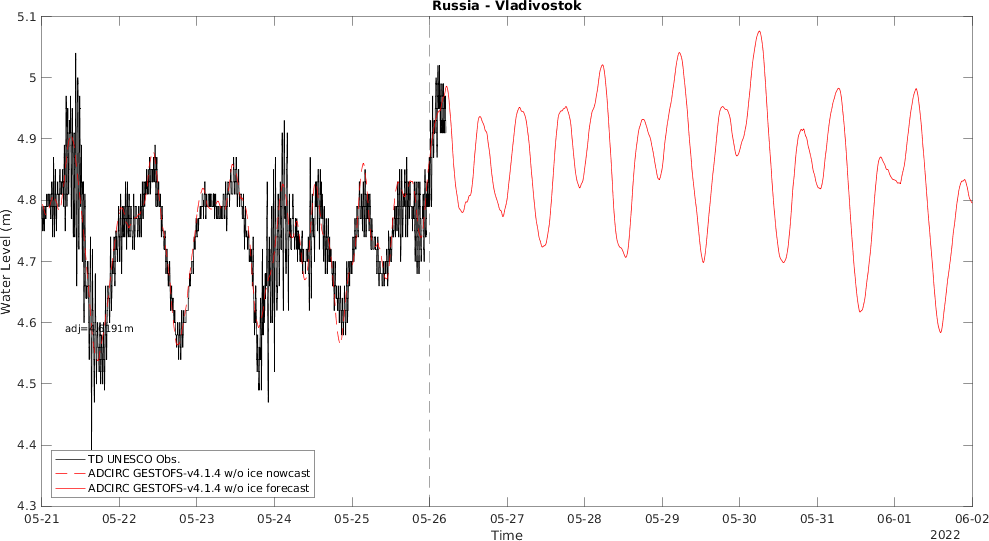 Russia - Vladivostok
5.1
5
4.9
4.8
4.7
4.6
4.5
4.4
4.3
Water Level (m)
TD UNESCO Obs.
ADCIRC GESTOFS-v4.1.4 w/o ice nowcast
ADCIRC GESTOFS-v4.1.4 w/o ice forecast
05-21 05-22 05-23 05-24 05-25 05-26 05-27 05-28 05-29 05-30 05-31 06-01 06-02
Time
2022